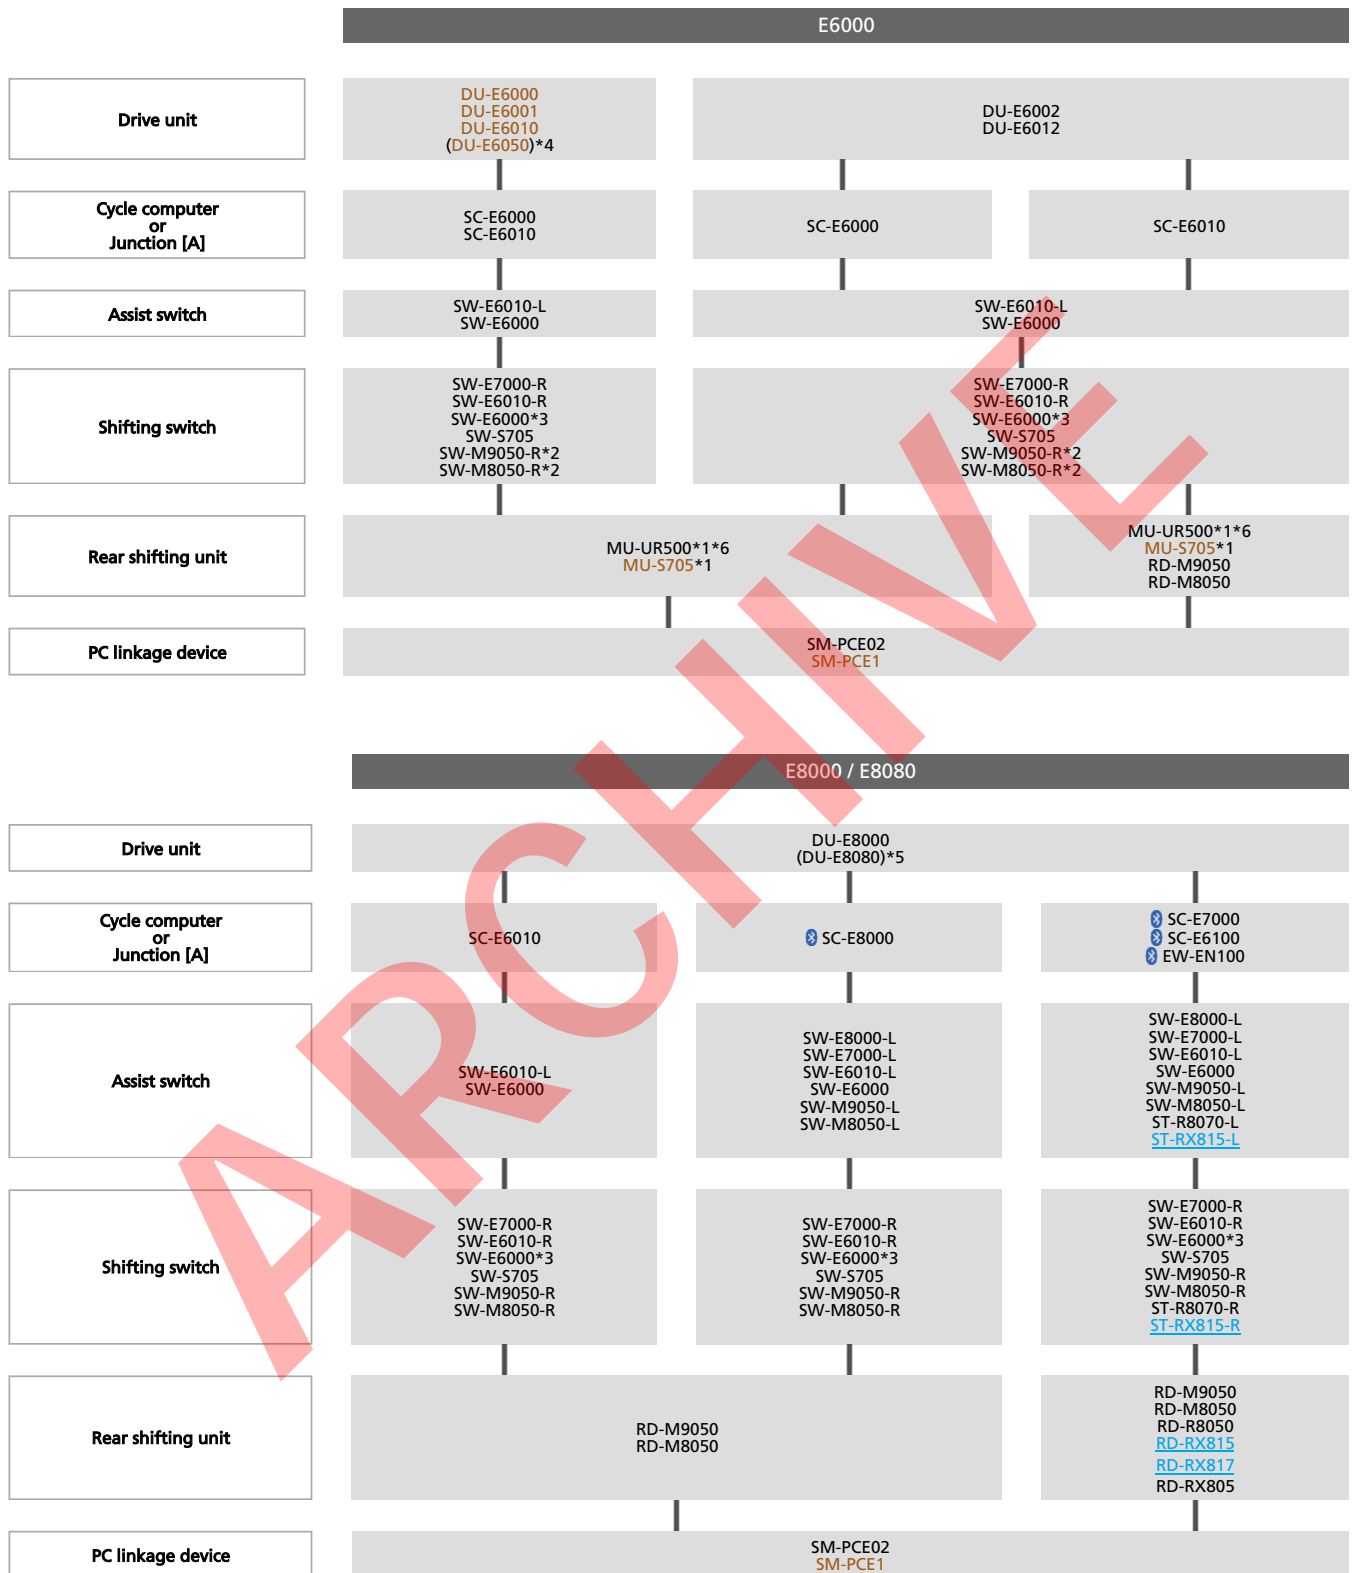 E6000
Drive unit
DU-E6000
DU-E6001
DU-E6010
(DU-E6050)*4
DU-E6002
DU-E6012
Cycle computer
or
Junction [A]
SC-E6000
SC-E6010
SC-E6000
SC-E6010
Assist switch
SW-E6010-L
SW-E6000
SW-E6010-L
SW-E6000
Shifting switch
SW-E7000-R
SW-E6010-R
SW-E6000*3
SW-S705
SW-M9050-R*2
SW-M8050-R*2
SW-E7000-R
SW-E6010-R
SW-E6000*3
SW-S705
SW-M9050-R*2
SW-M8050-R*2
Rear shifting unit
MU-UR500*1*6
MU-S705*1
MU-UR500*1*6
MU-S705*1
RD-M9050
RD-M8050
PC linkage device
SM-PCE02
SM-PCE1
E8000 / E8080
Drive unit
DU-E8000
(DU-E8080)*5
Cycle computer
or
Junction [A]
SC-E6010
SC-E8000
SC-E7000
SC-E6100
EW-EN100
Assist switch
SW-E6010-L
SW-E6000
SW-E8000-L
SW-E7000-L
SW-E6010-L
SW-E6000
SW-M9050-L
SW-M8050-L
SW-E8000-L
SW-E7000-L
SW-E6010-L
SW-E6000
SW-M9050-L
SW-M8050-L
ST-R8070-L
ST-RX815-L
Shifting switch
SW-E7000-R
SW-E6010-R
SW-E6000*3
SW-S705
SW-M9050-R
SW-M8050-R
SW-E7000-R
SW-E6010-R
SW-E6000*3
SW-S705
SW-M9050-R
SW-M8050-R
SW-E7000-R
SW-E6010-R
SW-E6000*3
SW-S705
SW-M9050-R
SW-M8050-R
ST-R8070-R
ST-RX815-R
Rear shifting unit
RD-M9050
RD-M8050
RD-M9050
RD-M8050
RD-R8050
RD-RX815
RD-RX817
RD-RX805
PC linkage device
SM-PCE02
SM-PCE1
ARCHIVE